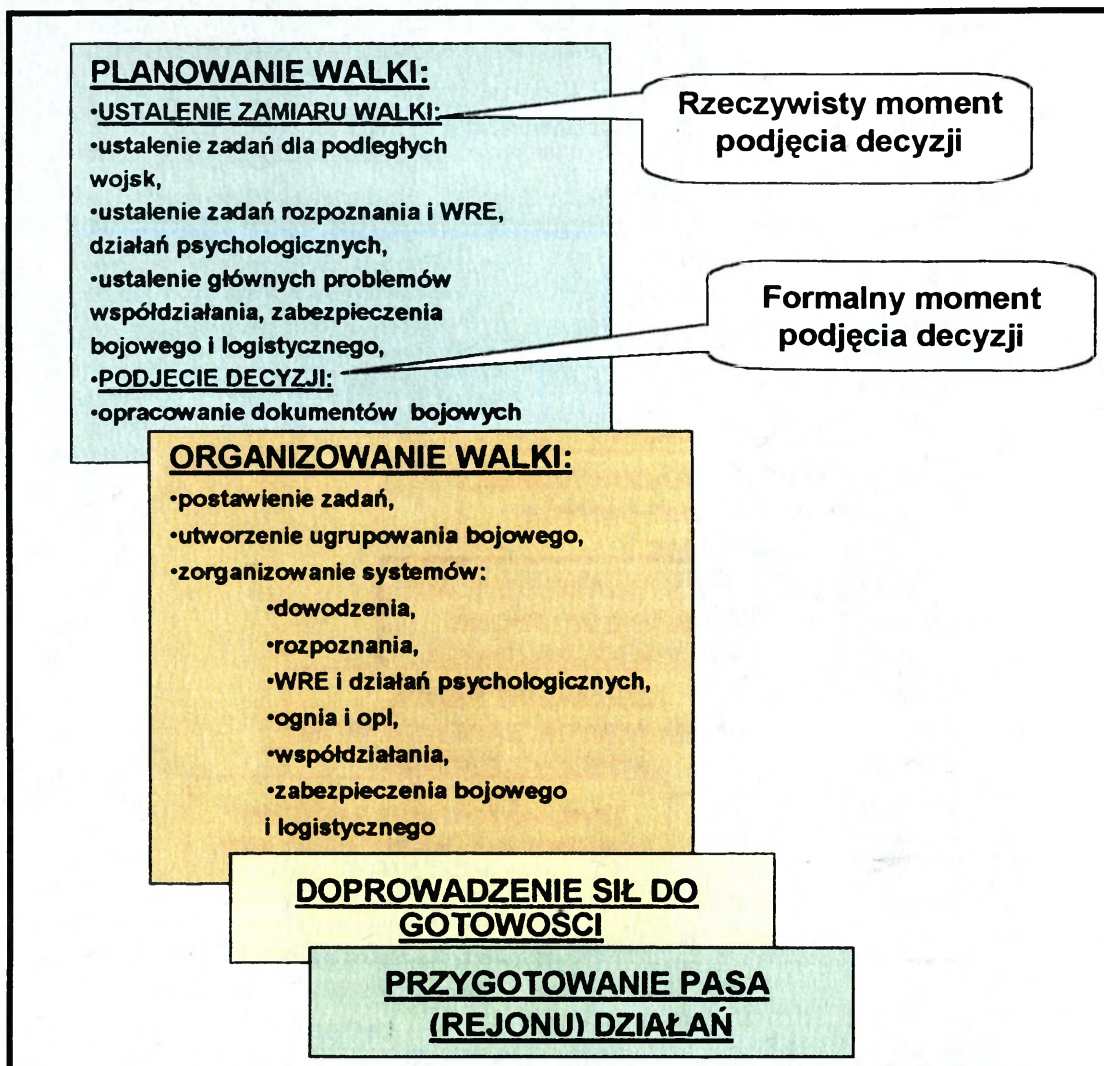 PLANOWANIE WALKI:
•USTALENIE ZAMIARU WALKI:
•ustalenie zadań dla podległych
wojsk,
•ustalenie zadań rozpoznania i WRE,
działań psychologicznych,
•ustalenie głównych problemów
współdziałania, zabezpieczenia
bojowego i logistycznego,
•PODJECIE DECYZJI:
•opracowanie dokumentów bojowych
Rzeczywisty moment
podjęcia decyzji
Formalny moment
podjęcia decyzji
ORGANIZOWANIE WALKI:
•postawienie zadań,
•utworzenie ugrupowania bojowego,
•zorganizowanie systemów:
•dowodzenia,
•rozpoznania,
•WRE i działań psychologicznych,
•ognia i opl,
•współdziałania,
•zabezpieczenia bojowego
i logistycznego
DOPROWADZENIE SIŁ DO
GOTOWOŚCI
PRZYGOTOWANIE PASA
(REJONU) DZIAŁAŃ